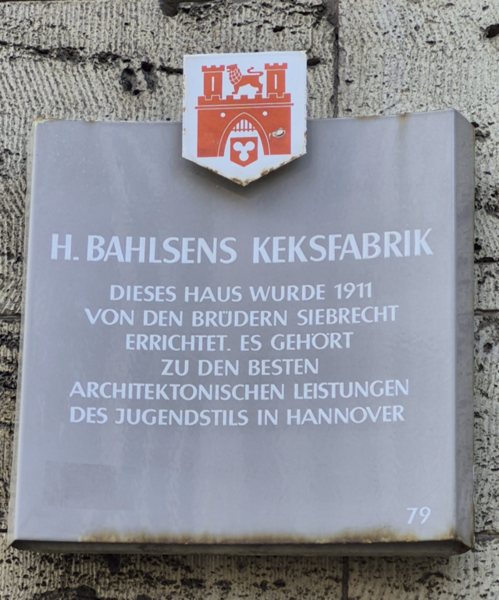 H. BAHLSENS KEKSFABRIK
DIESES HAUS WURDE 1911
VON DEN BRÜDERN SIEBRECHT
ERRICHTET. ES GEHÖRT
ZU DEN BESTEN
ARCHITEKTONISCHEN LEISTUNGEN
DES JUGENDSTILS IN HANNOVER
79